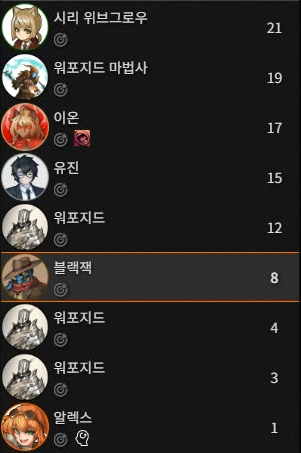 시리 위브그로우
21
워포지드 마법사
19
이온
17
유진
15
워포지드
12
블랙잭
8
워포지드
4
워포지드
3
알렉스
1